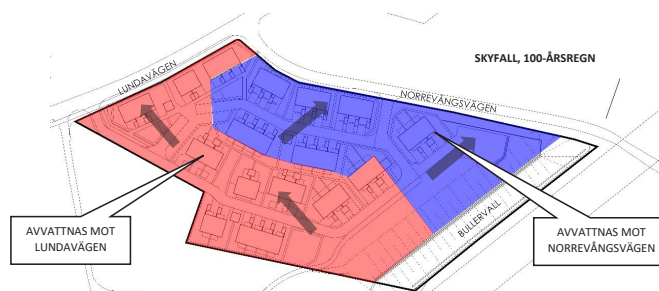 SKYFALL, 100-ÅRSREGN
LUNDAVÄGEN
NORREVÅNGSVÄGEN
BULLERVALL
AVVATTNAS MOT
LUNDAVÄGEN
AVVATTNAS MOT
NORREVÅNGSVÄGEN